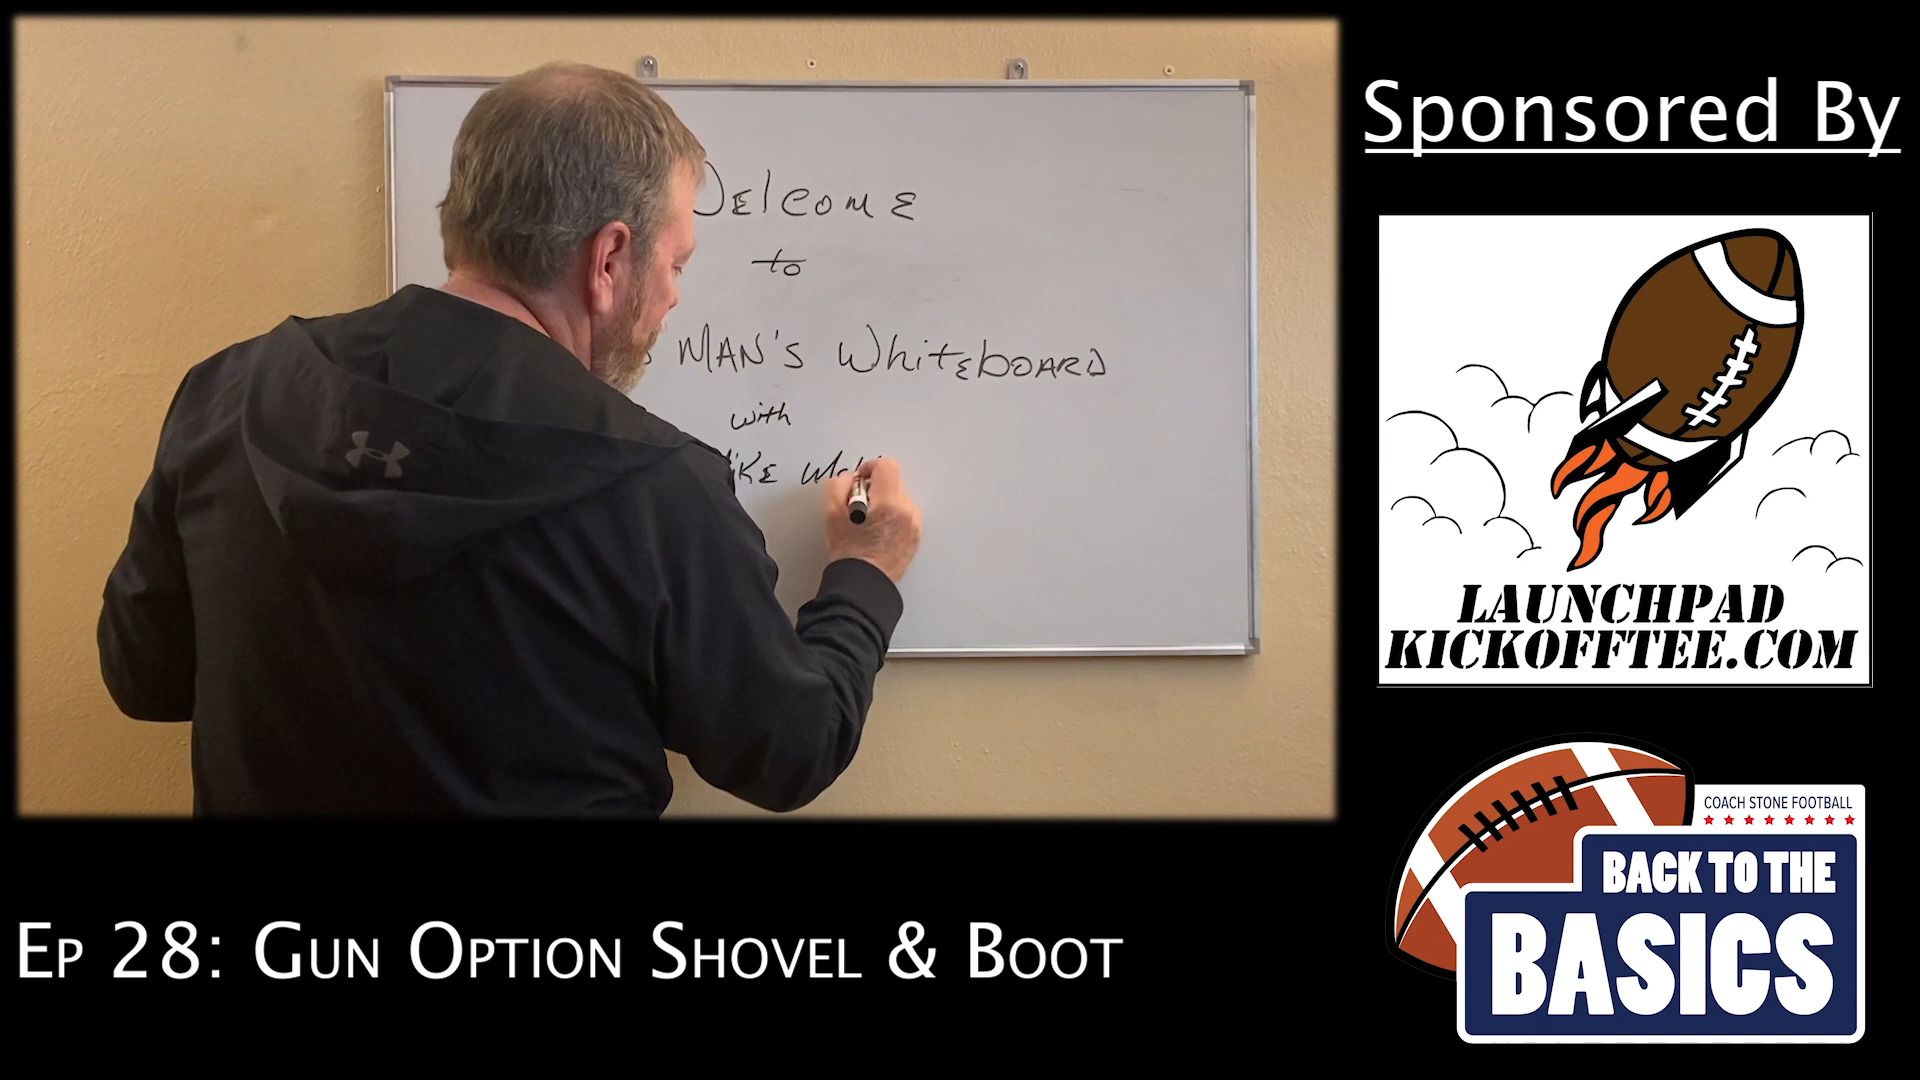 Welcome
to
MAN'S WhiteboARD
with
Sponsored By
LAUNCHPAD
KICKOFFTEE.COM
COACH STONE FOOTBALL
BACK TO THE
BASICS
Ep 28: Gun Option Shovel & Boot